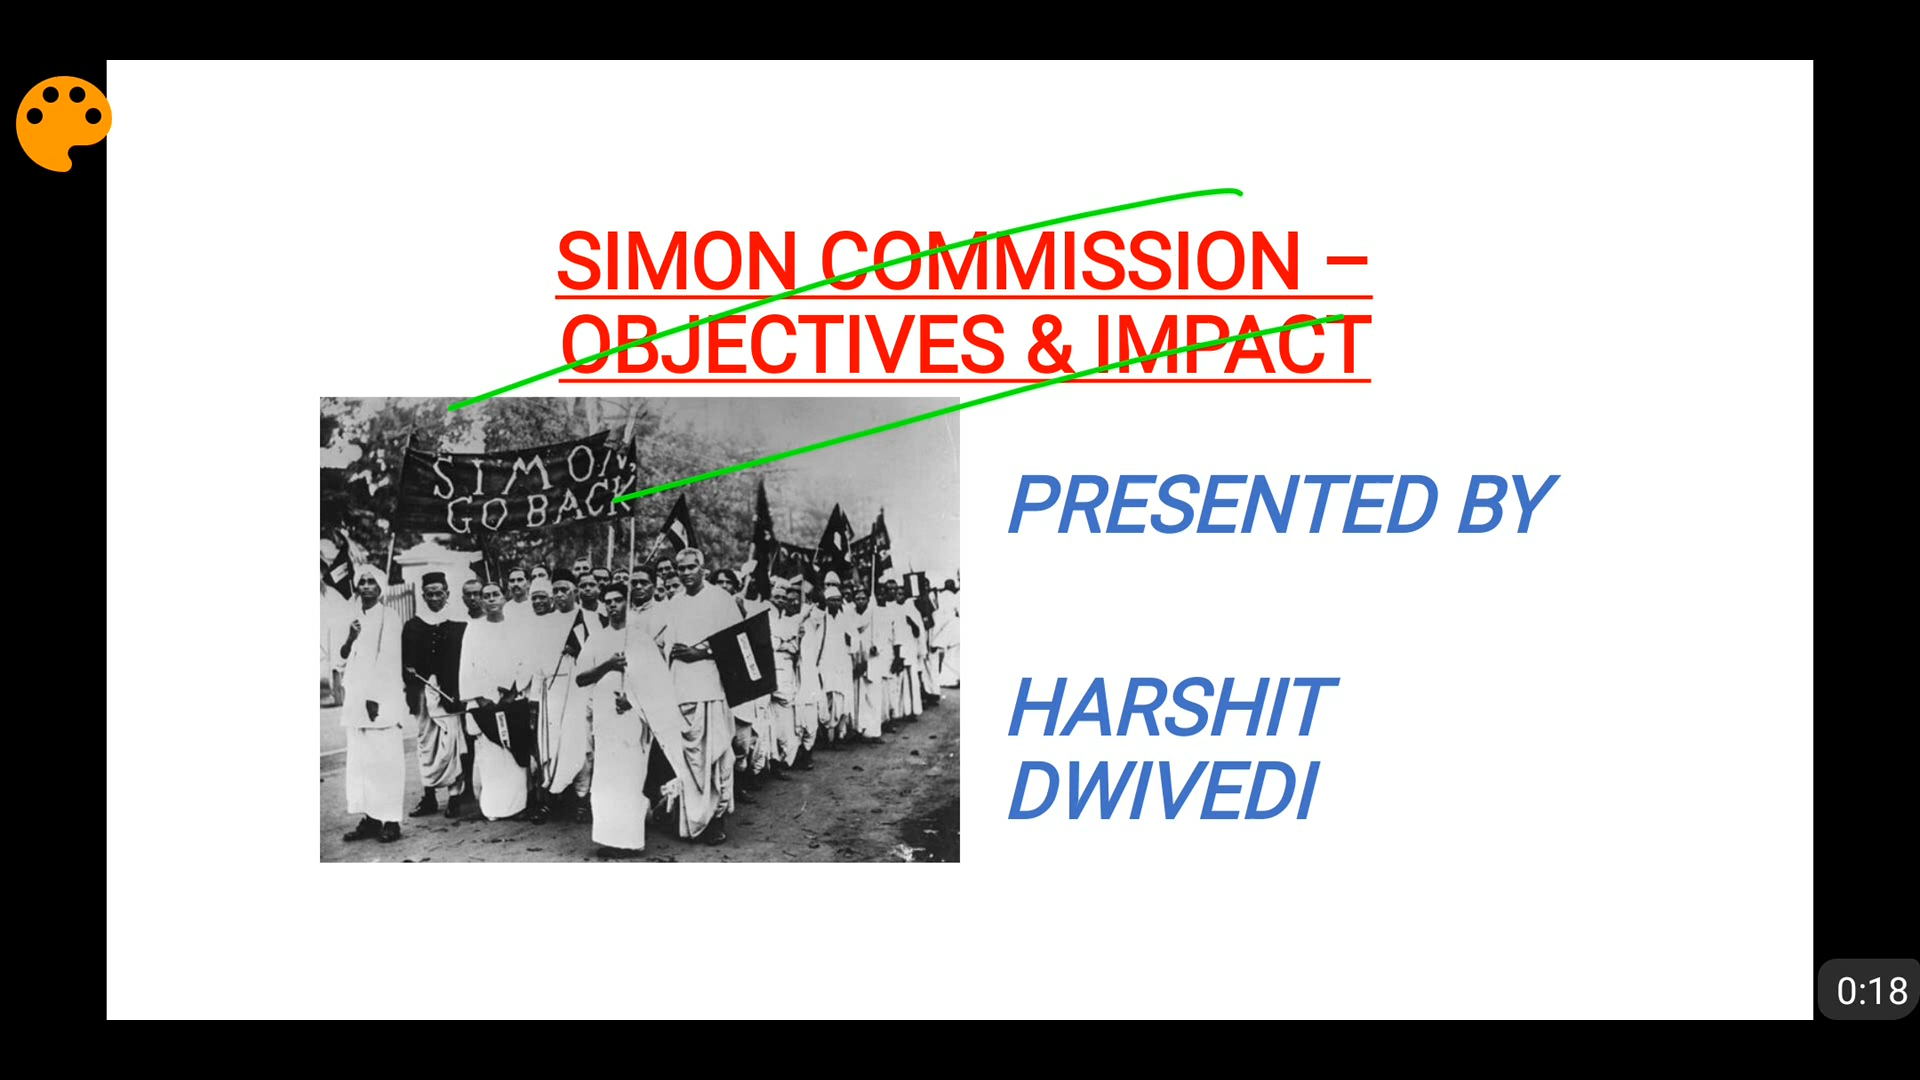 SIMON COMMISSION –
OBJECTIVES & IMPACT
SIMON,
GO BACK
PRESENTED BY
HARSHIT
DWIVEDI
0:18